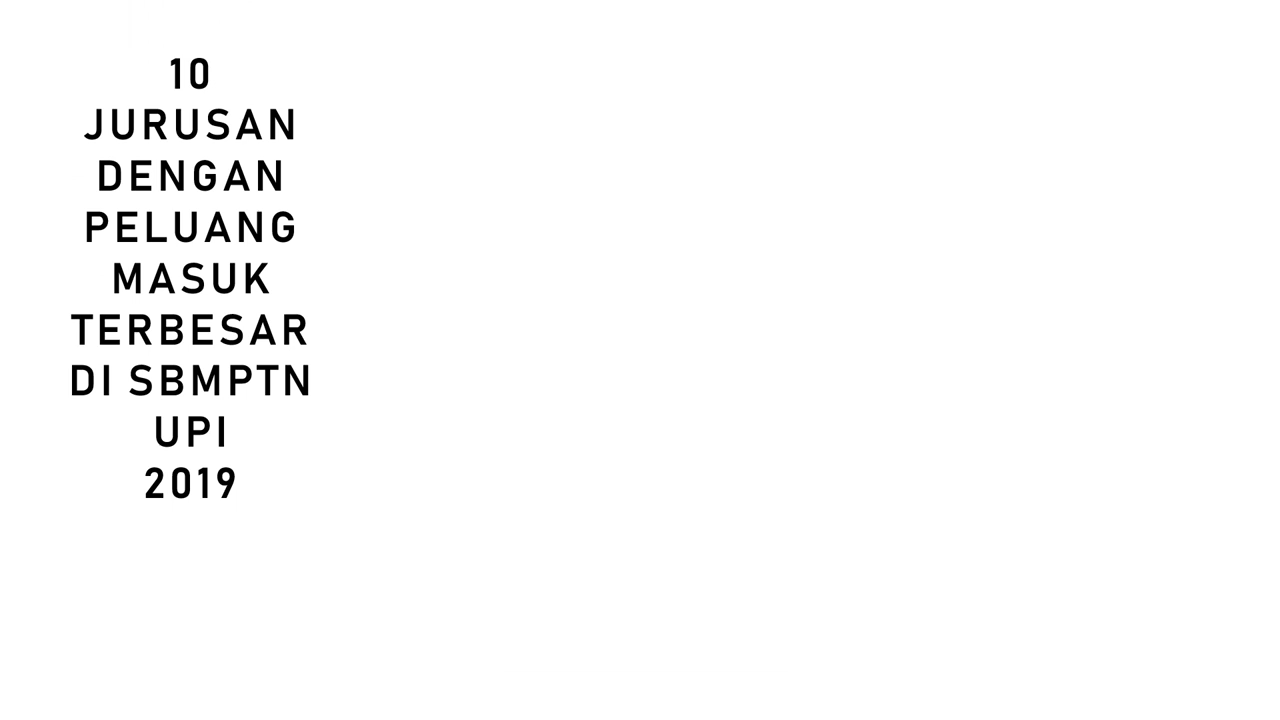 10
JURUSAN
DENGAN
PELUANG
MASUK
TERBESAR
DI SBMPTN
UPI
2019